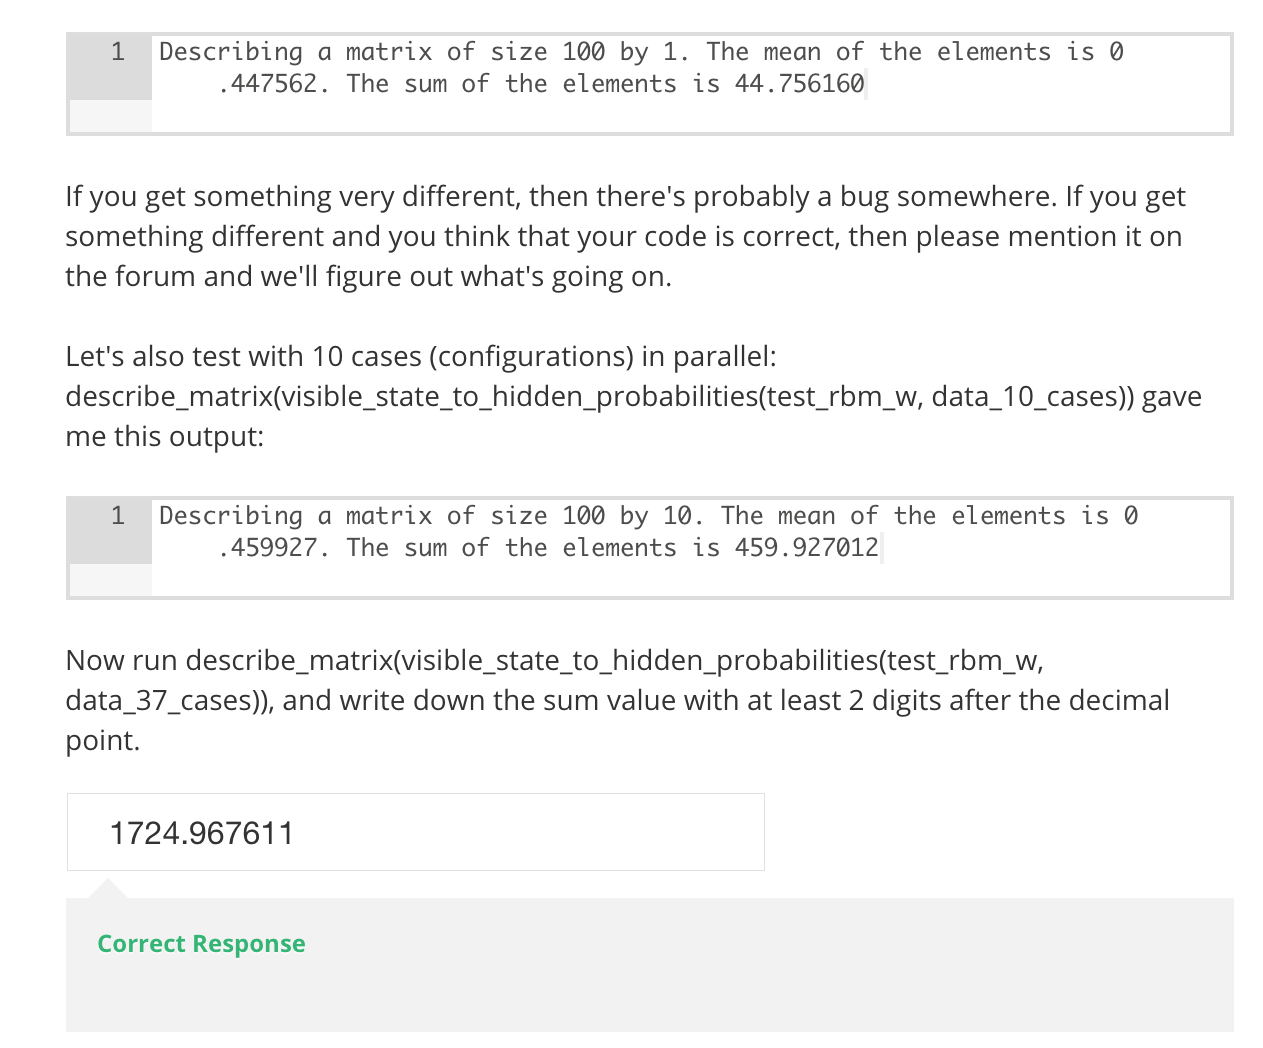 1 Describing a matrix of size 100 by 1. The mean of the elements is 0
.447562. The sum of the elements is 44.756160
If you get something very different, then there's probably a bug somewhere. If you get
something different and you think that your code is correct, then please mention it on
the forum and we'll figure out what's going on.
Let's also test with 10 cases (configurations) in parallel:
describe_matrix(visible_state_to_hidden_probabilities(test_rbm_w, data_10_cases)) gave
me this output:
1 Describing a matrix of size 100 by 10. The mean of the elements is 0
.459927. The sum of the elements is 459.927012
Now run describe_matrix(visible_state_to_hidden_probabilities(test_rbm_w,
data_37_cases)), and write down the sum value with at least 2 digits after the decimal
point.
1724.967611
Correct Response